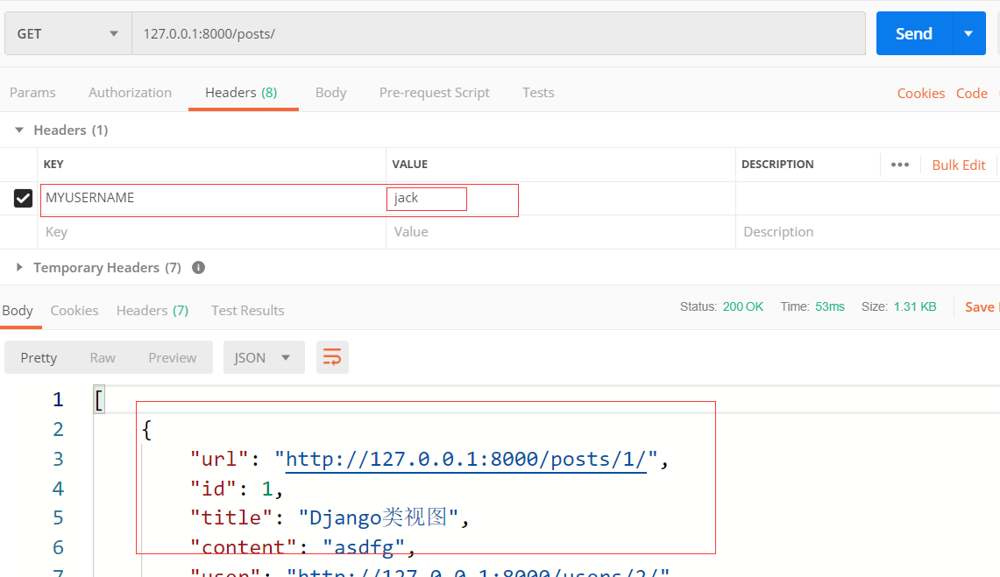 GET 127.0.0.1:8000/posts/ Send
Params Authorization Headers (8) Body Pre-request Script Tests Cookies Code
Headers (1)
KEY VALUE DESCRIPTION ••• Bulk Edit
MYUSERNAME jack
Key Value Description
Temporary Headers (7) i
Body Cookies Headers (7) Test Results Status: 200 OK Time: 53ms Size: 1.31 KB Save
Pretty Raw Preview JSON
1 [
2 {
3 "url": "http://127.0.0.1:8000/posts/1/",
4 "id": 1,
5 "title": "Django类视图",
6 "content": "asdfg",
7 "user": "http://127.0.0.1:8000/users/2/"